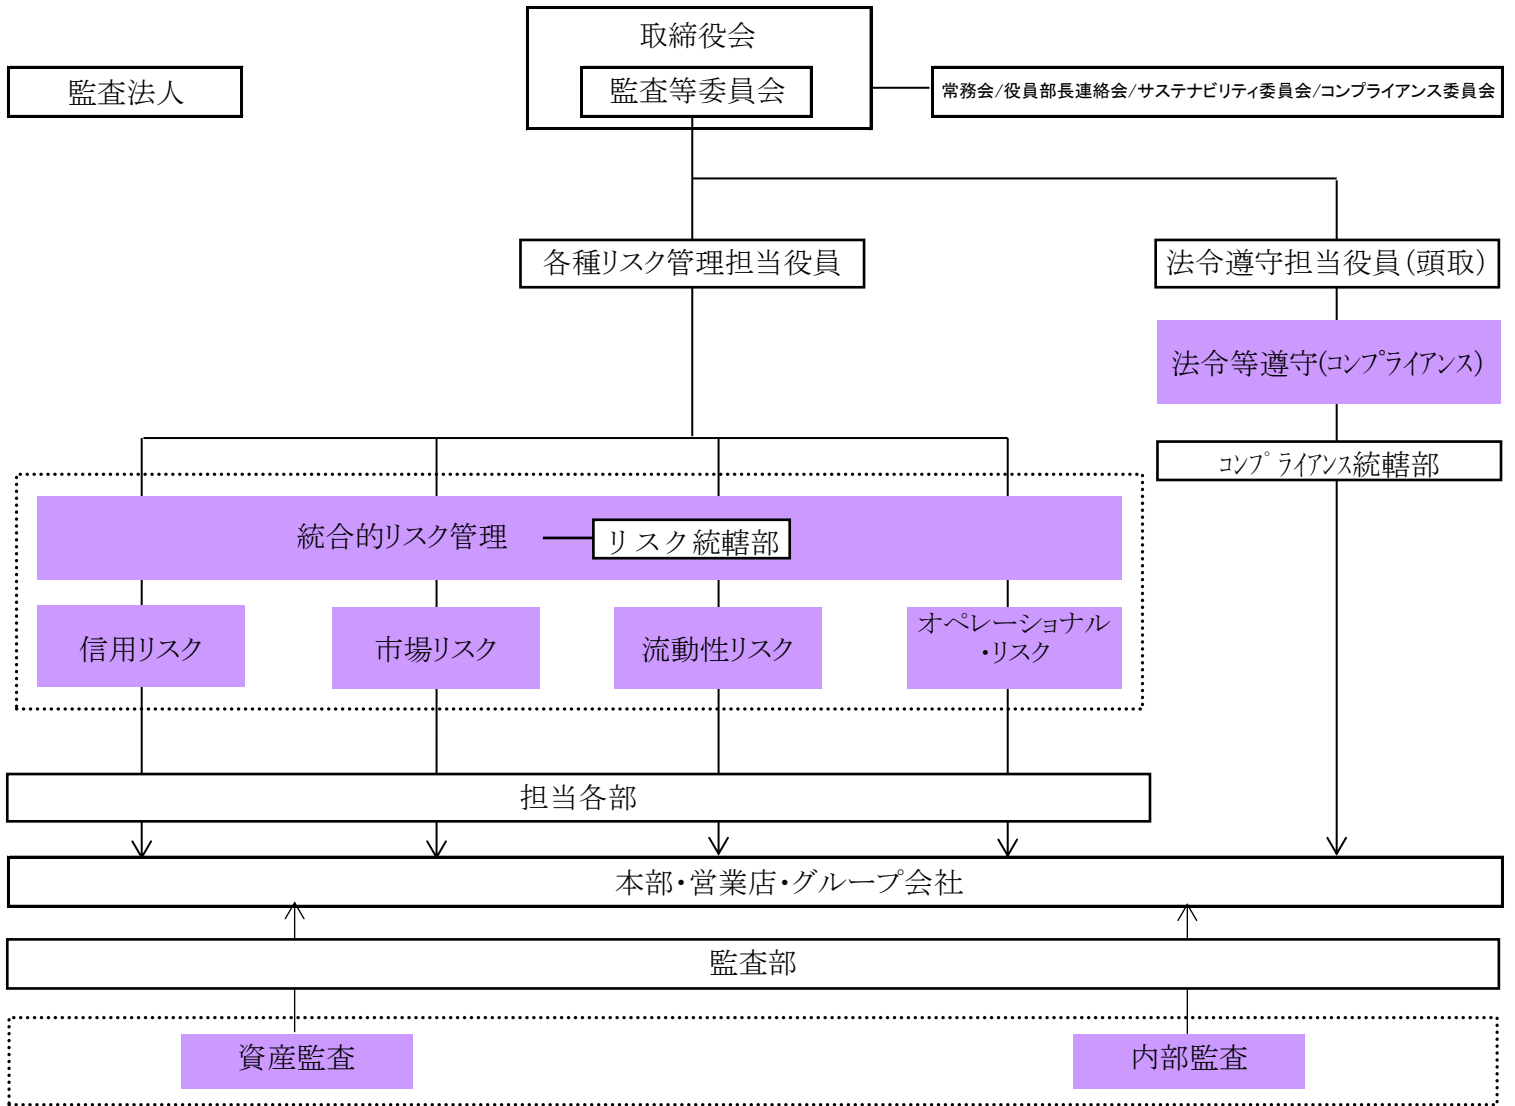 取締役会
監査法人
監査等委員会
常務会/役員部長連絡会/サステナビリティ委員会/コンプライアンス委員会
各種リスク管理担当役員
法令遵守担当役員(頭取)
法令等遵守(コンプライアンス)
コンプライアンス統轄部
統合的リスク管理
リスク統轄部
信用リスク
市場リスク
流動性リスク
オペレーショナル
・リスク
担当各部
本部・営業店・グループ会社
監査部
資産監査
内部監査